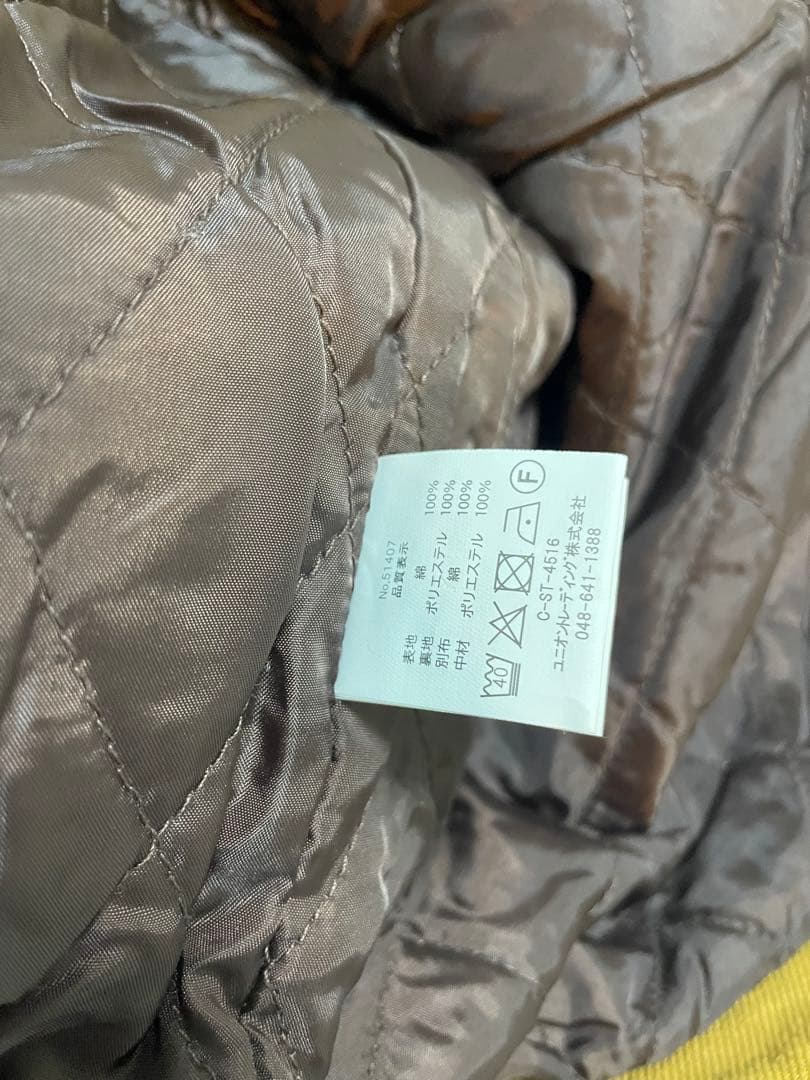 No.51407
品質表示
表地 綿 100%
裏地 ポリエステル 100%
別布 綿 100%
中材 ポリエステル 100%
40 F
C-ST-4516
ユニオントレーディング株式会社
048-641-1388